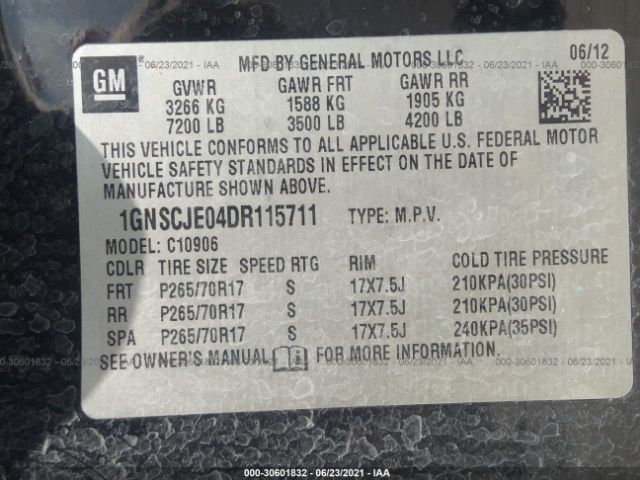 GM
MFD BY GENERAL MOTORS LLC 06/12
GVWR GAWR FRT GAWR RR
3266 KG 1588 KG 1905 KG
7200 LB 3500 LB 4200 LB
THIS VEHICLE CONFORMS TO ALL APPLICABLE U.S. FEDERAL MOTOR
VEHICLE SAFETY STANDARDS IN EFFECT ON THE DATE OF
MANUFACTURE SHOWN ABOVE.
1GNSCJE04DR115711 TYPE: M.P.V.
MODEL: C10906
CDLR TIRE SIZE SPEED RTG RIM COLD TIRE PRESSURE
FRT P265/70R17 S 17X7.5J 210KPA(30PSI)
RR P265/70R17 S 17X7.5J 210KPA(30PSI)
SPA P265/70R17 S 17X7.5J 240KPA(35PSI)
SEE OWNER'S MANUAL FOR MORE INFORMATION.
000-30601832 - 06/23/2021 - IAA